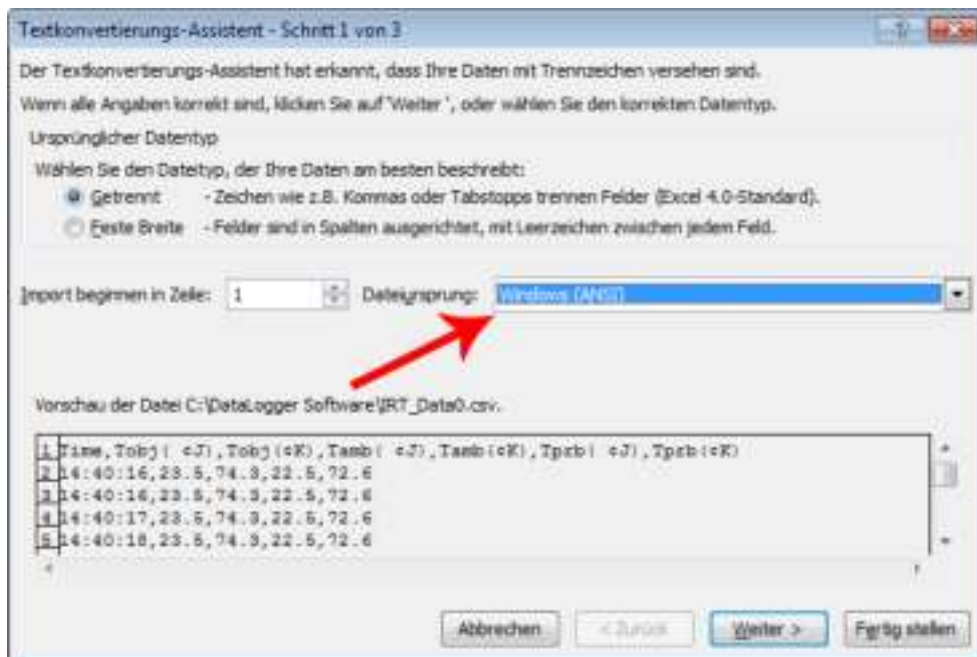 Textkonvertierungs-Assistent - Schritt 1 von 3
Der Textkonvertierungs-Assistent hat erkannt, dass Ihre Daten mit Trennzeichen versehen sind.
Wenn alle Angaben korrekt sind, klicken Sie auf 'Weiter ', oder wählen Sie den korrekten Datentyp.
Ursprünglicher Datentyp
Wählen Sie den Dateityp, der Ihre Daten am besten beschreibt:
Getrennt - Zeichen wie z.B. Kommas oder Tabstopps trennen Felder (Excel 4.0-Standard).
Feste Breite - Felder sind in Spalten ausgerichtet, mit Leerzeichen zwischen jedem Feld.
Import beginnen in Zeile: 1 Dateiursprung: Windows (ANSI)
Vorschau der Datei C:\DataLogger Software\IRT_Data0.csv.
1 Time,Tobj( ¢J),Tobj(¢K),Tamb( ¢J),Tamb(¢K),Tprb( ¢J),Tprb(¢K)
2 14:40:16,23.5,74.3,22.5,72.6
3 14:40:16,23.5,74.3,22.5,72.6
4 14:40:17,23.5,74.3,22.5,72.6
5 14:40:18,23.5,74.3,22.5,72.6
Abbrechen < Zurück Weiter > Fertig stellen